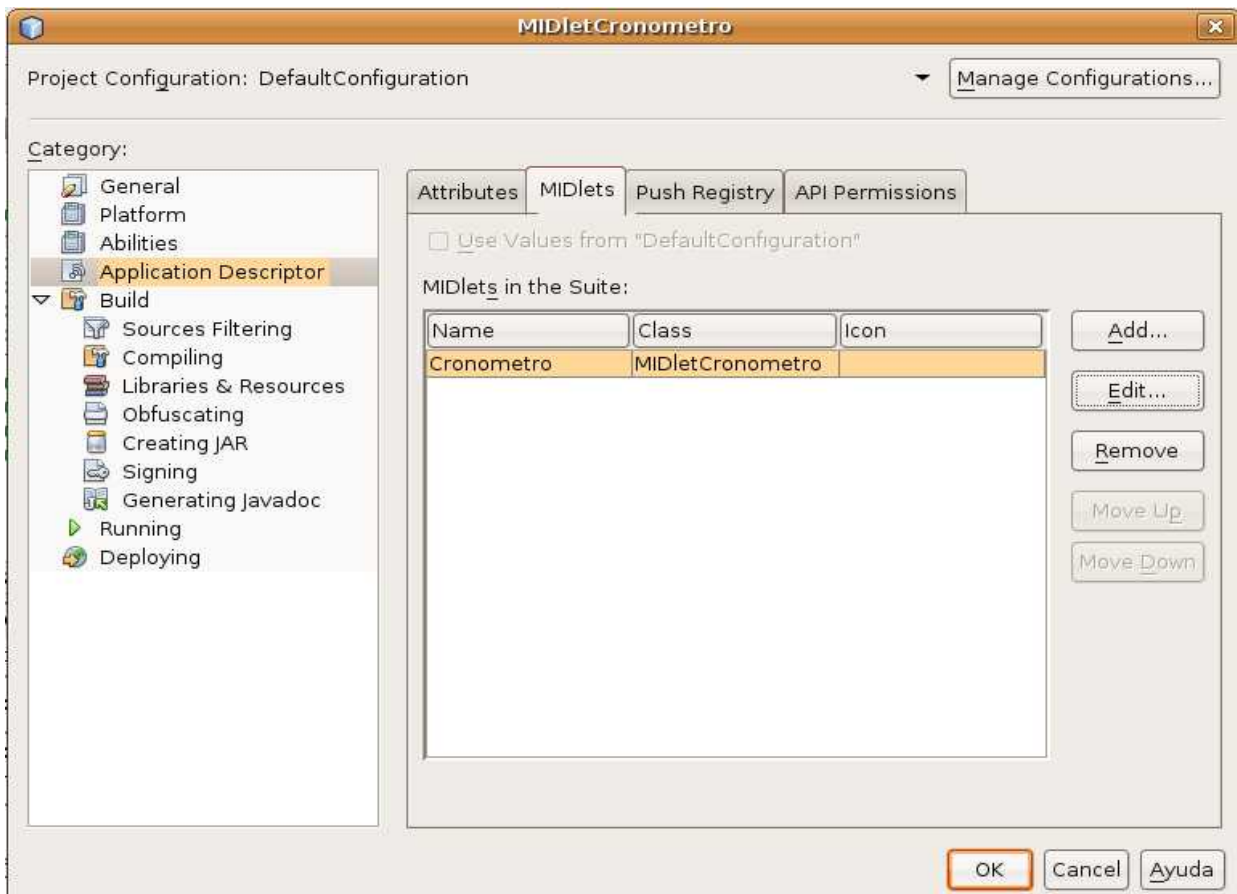 MIDletCronometro
Project Configuration: DefaultConfiguration
Manage Configurations...
Category:
General
Platform
Abilities
Application Descriptor
Build
Sources Filtering
Compiling
Libraries & Resources
Obfuscating
Creating JAR
Signing
Generating Javadoc
Running
Deploying
Attributes MIDlets Push Registry API Permissions
Use Values from "DefaultConfiguration"
MIDlets in the Suite:
Name Class Icon
Cronometro MIDletCronometro
Add...
Edit...
Remove
Move Up
Move Down
OK Cancel Ayuda